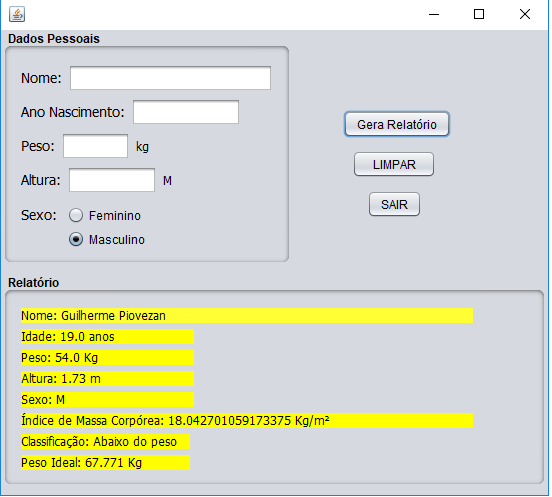 Dados Pessoais
Nome:
Ano Nascimento:
Peso: kg
Altura: M
Sexo: Feminino
Masculino
Gera Relatório
LIMPAR
SAIR
Relatório
Nome: Guilherme Piovezan
Idade: 19.0 anos
Peso: 54.0 Kg
Altura: 1.73 m
Sexo: M
Índice de Massa Corpórea: 18.042701059173375 Kg/m²
Classificação: Abaixo do peso
Peso Ideal: 67.771 Kg